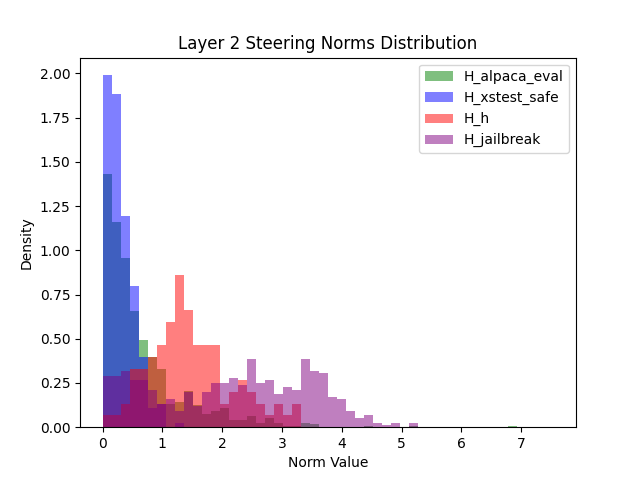 Layer 2 Steering Norms Distribution
H_alpaca_eval
H_xstest_safe
H_h
H_jailbreak
Density
2.00
1.75
1.50
1.25
1.00
0.75
0.50
0.25
0.00
0 1 2 3 4 5 6 7
Norm Value